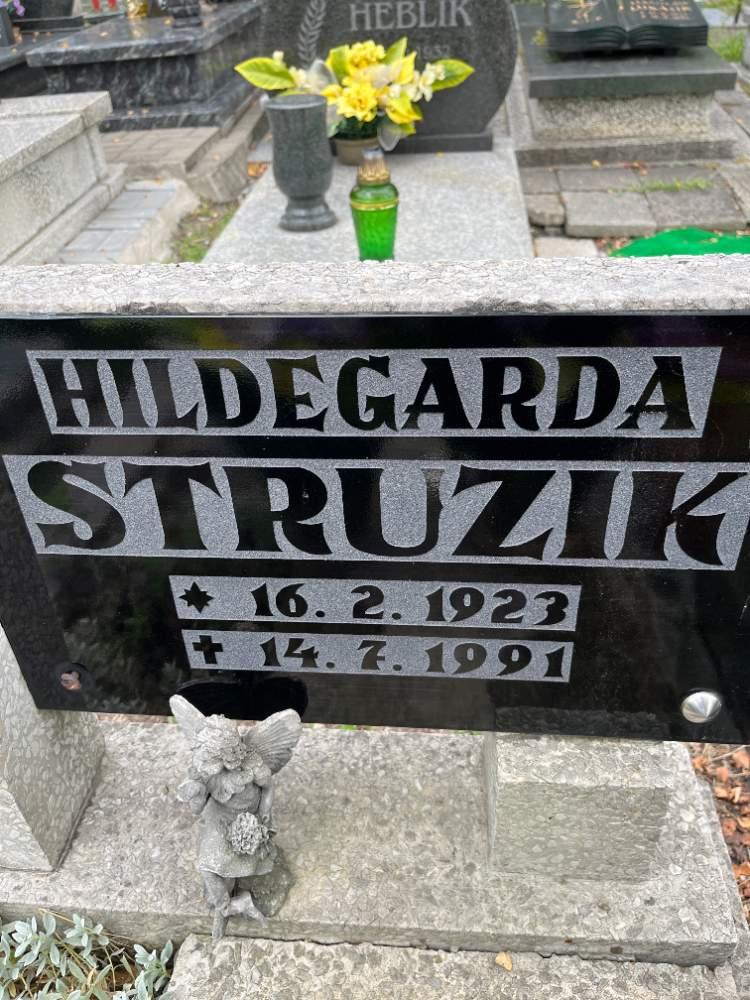 HEBLIK
HILDEGARDA
STRUZIK
★ 16. 2. 1923
✝ 14. 7. 1991